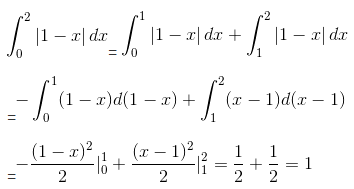 ∫₀² |1 − x| dx = ∫₀¹ |1 − x| dx + ∫₁² |1 − x| dx
= − ∫₀¹ (1 − x)d(1 − x) + ∫₁² (x − 1)d(x − 1)
= − (1 − x)²/2 |₀¹ + (x − 1)²/2 |₁² = 1/2 + 1/2 = 1